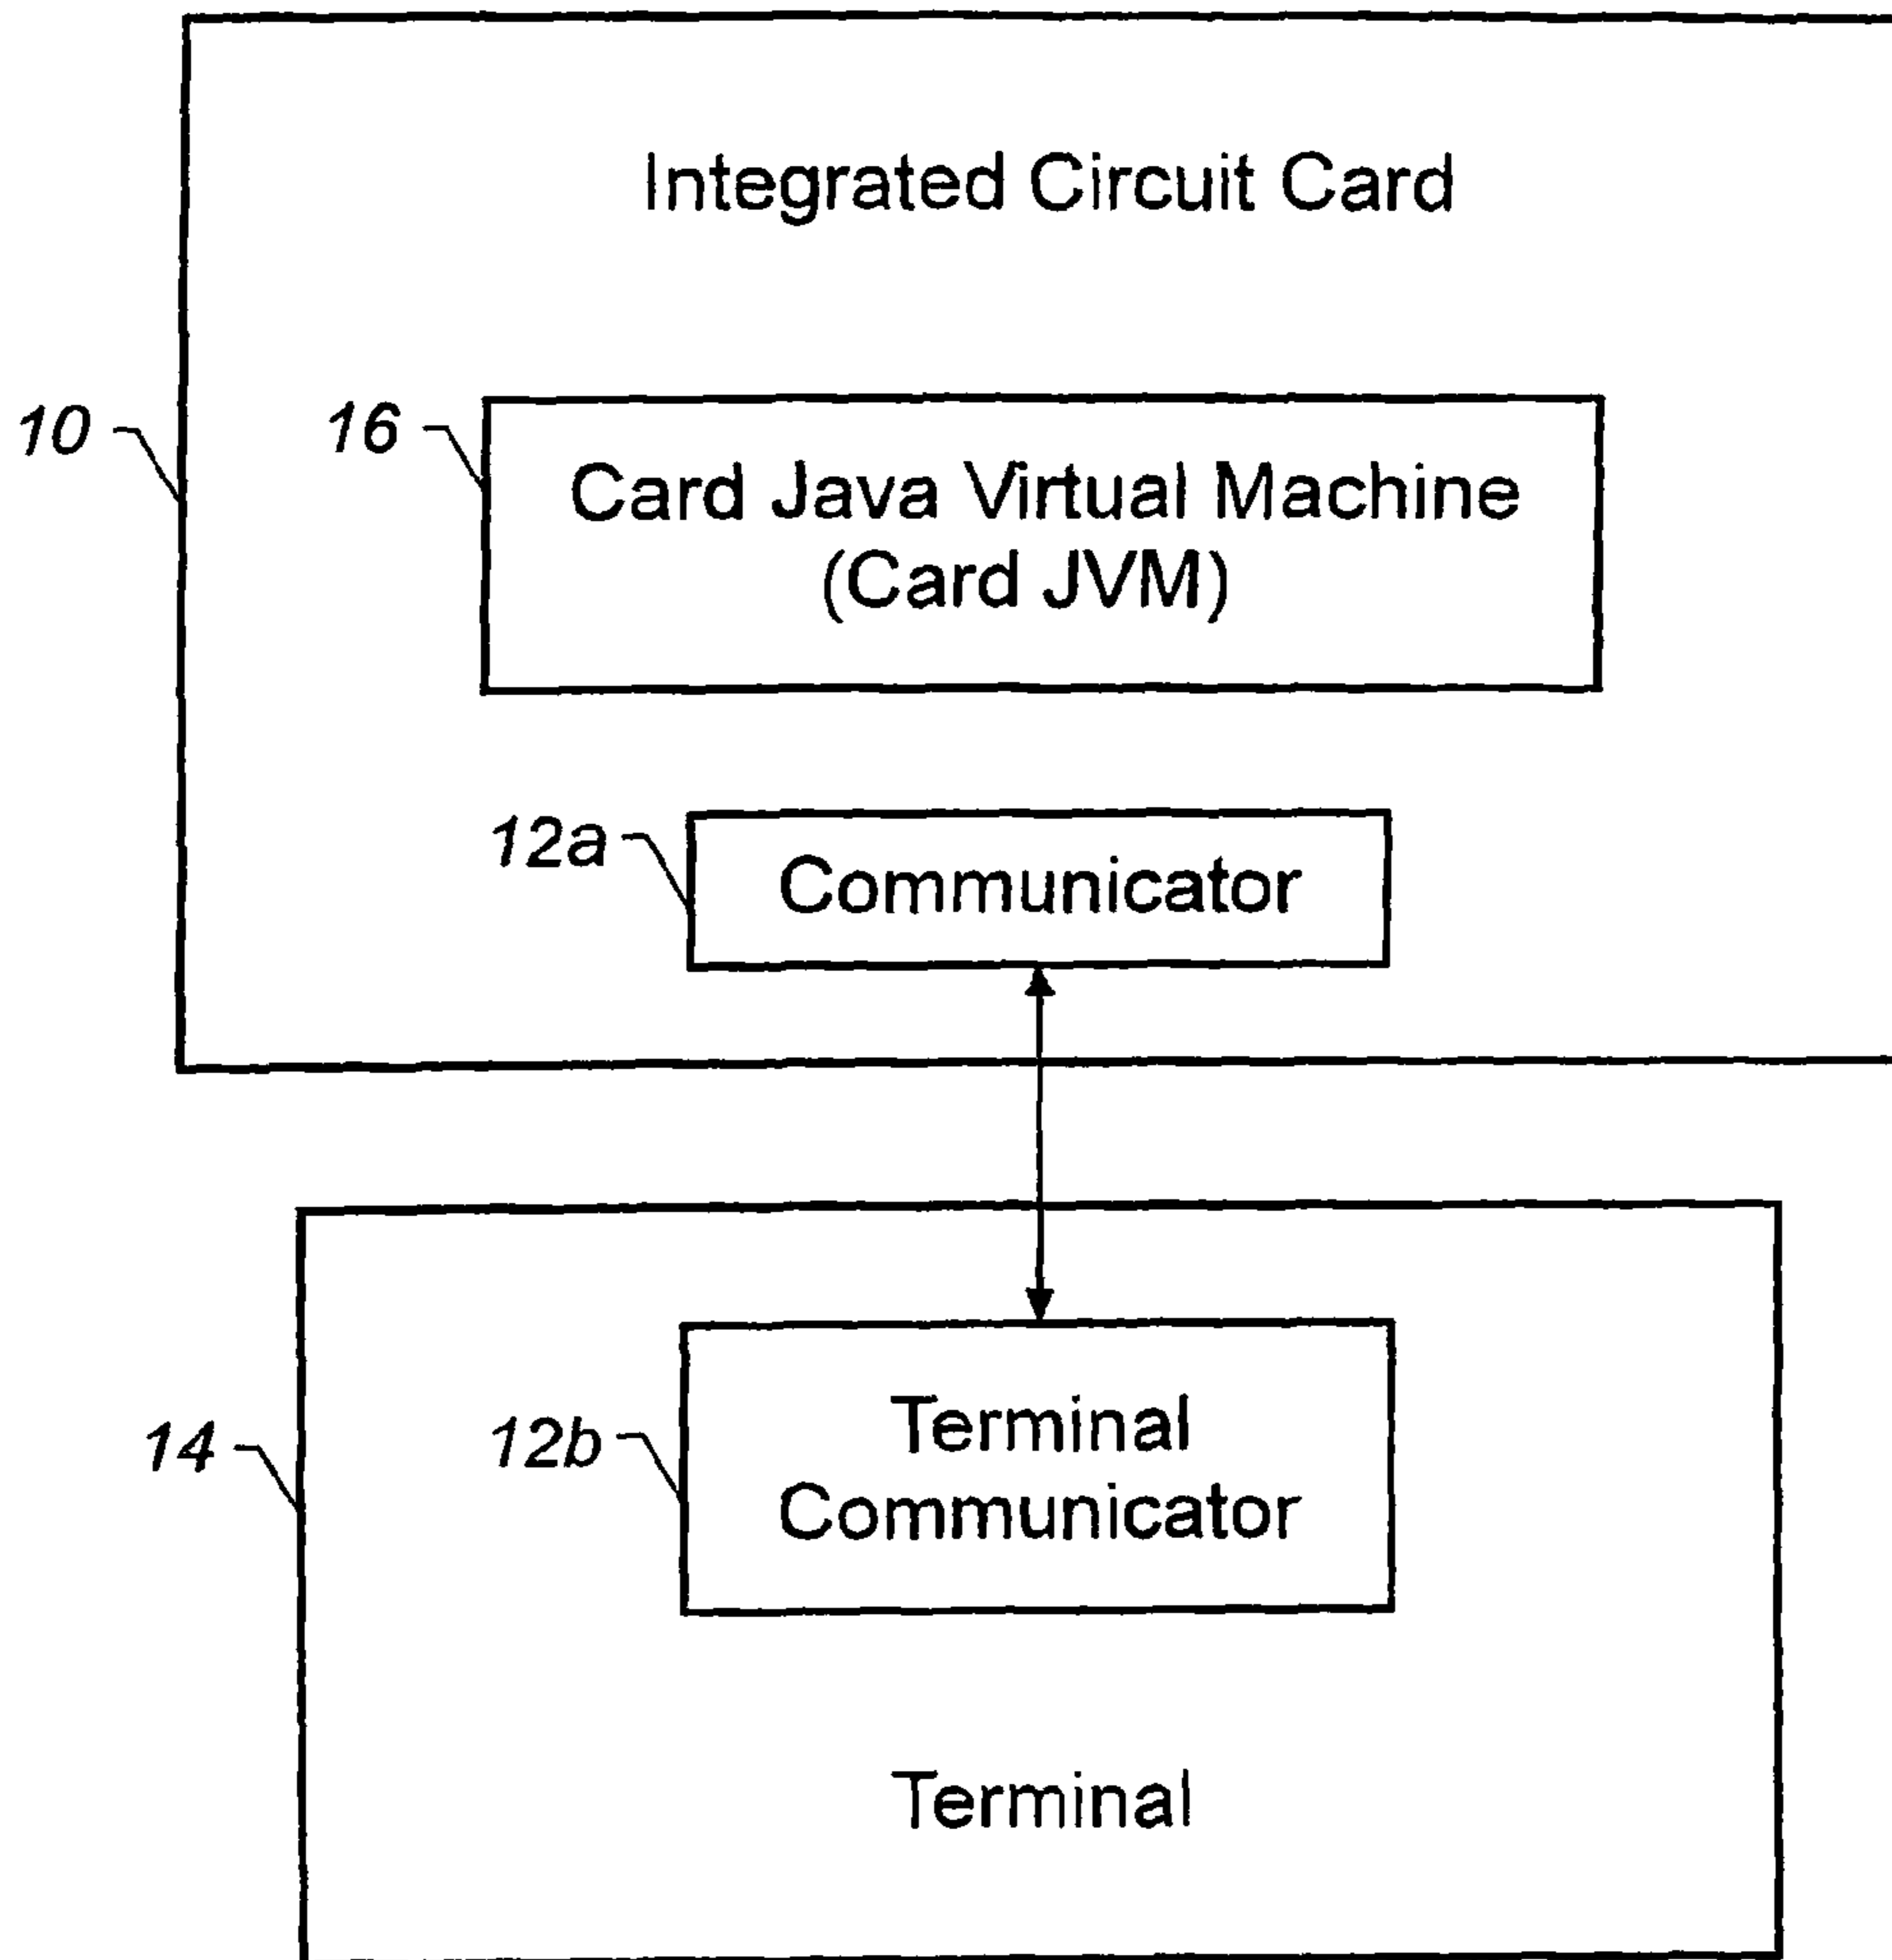 Integrated Circuit Card
10
16
Card Java Virtual Machine
(Card JVM)
12a
Communicator
14
12b
Terminal
Communicator
Terminal